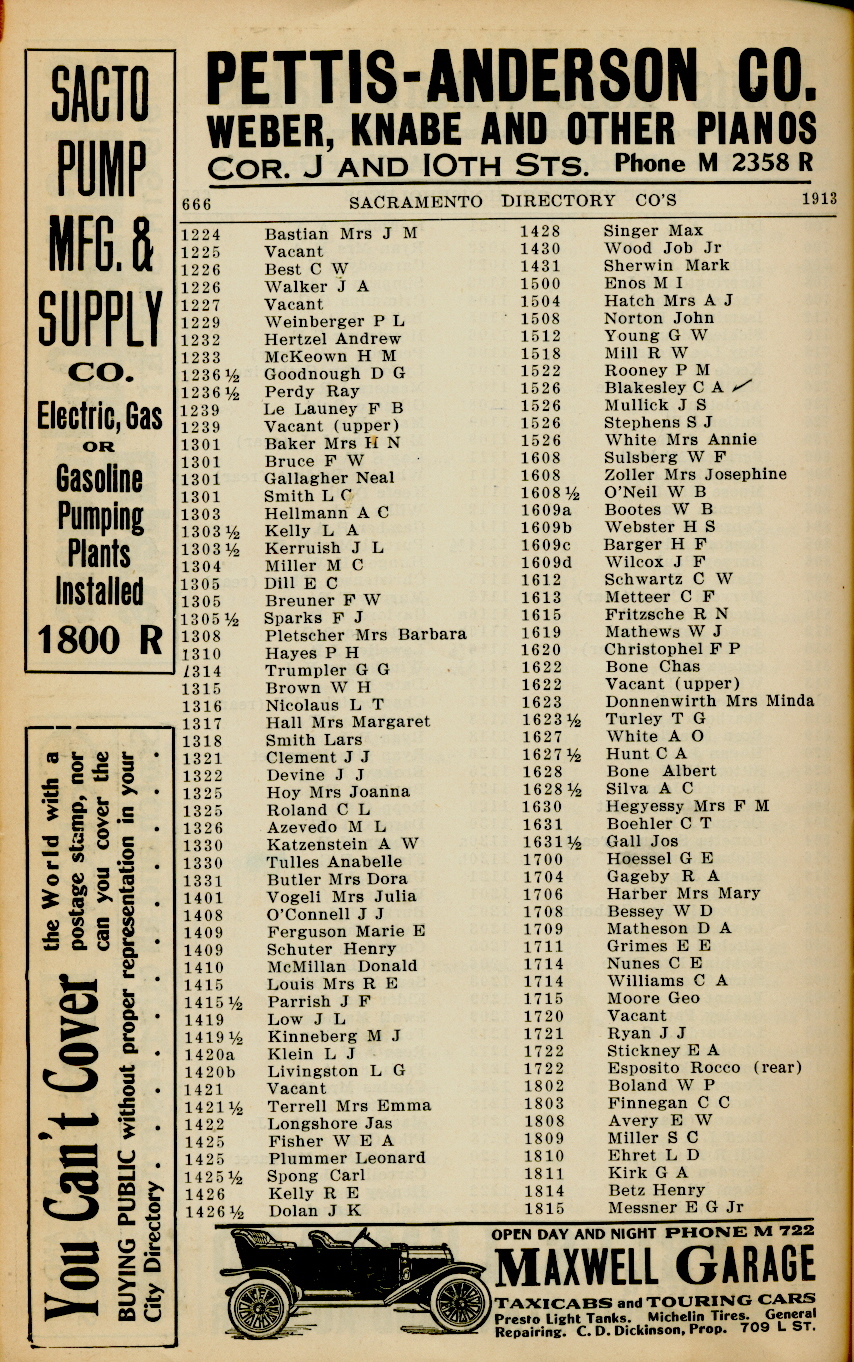 PETTIS-ANDERSON CO.
WEBER, KNABE AND OTHER PIANOS
COR. J AND 10TH STS. Phone M 2358 R
SACTO
PUMP
MFG. &
SUPPLY
CO.
Electric, Gas
OR
Gasoline
Pumping
Plants
Installed
1800 R
You Can't Cover the World with a
postage stamp, nor
can you cover the
BUYING PUBLIC without proper representation in your
City Directory . . . . . . . . . .
666 SACRAMENTO DIRECTORY CO'S 1913
1224 Bastian Mrs J M
1225 Vacant
1226 Best C W
1226 Walker J A
1227 Vacant
1229 Weinberger P L
1232 Hertzel Andrew
1233 McKeown H M
1236½ Goodnough D G
1236½ Perdy Ray
1239 Le Launey F B
1239 Vacant (upper)
1301 Baker Mrs H N
1301 Bruce F W
1301 Gallagher Neal
1301 Smith L C
1303 Hellmann A C
1303½ Kelly L A
1303½ Kerruish J L
1304 Miller M C
1305 Dill E C
1305 Breuner F W
1305½ Sparks F J
1308 Pletscher Mrs Barbara
1310 Hayes P H
1314 Trumpler G G
1315 Brown W H
1316 Nicolaus L T
1317 Hall Mrs Margaret
1318 Smith Lars
1321 Clement J J
1322 Devine J J
1325 Hoy Mrs Joanna
1325 Roland C L
1326 Azevedo M L
1330 Katzenstein A W
1330 Tulles Anabelle
1331 Butler Mrs Dora
1401 Vogeli Mrs Julia
1408 O'Connell J J
1409 Ferguson Marie E
1409 Schuter Henry
1410 McMillan Donald
1415 Louis Mrs R E
1415½ Parrish J F
1419 Low J L
1419½ Kinneberg M J
1420a Klein L J
1420b Livingston L G
1421 Vacant
1421½ Terrell Mrs Emma
1422 Longshore Jas
1425 Fisher W E A
1425 Plummer Leonard
1425½ Spong Carl
1426 Kelly R E
1426½ Dolan J K
1428 Singer Max
1430 Wood Job Jr
1431 Sherwin Mark
1500 Enos M I
1504 Hatch Mrs A J
1508 Norton John
1512 Young G W
1518 Mill R W
1522 Rooney P M
1526 Blakesley C A ✓
1526 Mullick J S
1526 Stephens S J
1526 White Mrs Annie
1608 Sulsberg W F
1608 Zoller Mrs Josephine
1608½ O'Neil W B
1609a Bootes W B
1609b Webster H S
1609c Barger H F
1609d Wilcox J F
1612 Schwartz C W
1613 Metteer C F
1615 Fritzsche R N
1619 Mathews W J
1620 Christophel F P
1622 Bone Chas
1622 Vacant (upper)
1623 Donnenwirth Mrs Minda
1623½ Turley T G
1627 White A O
1627½ Hunt C A
1628 Bone Albert
1628½ Silva A C
1630 Hegyessy Mrs F M
1631 Boehler C T
1631½ Gall Jos
1700 Hoessel G E
1704 Gageby R A
1706 Harber Mrs Mary
1708 Bessey W D
1709 Matheson D A
1711 Grimes E E
1714 Nunes C E
1714 Williams C A
1715 Moore Geo
1720 Vacant
1721 Ryan J J
1722 Stickney E A
1722 Esposito Rocco (rear)
1802 Boland W P
1803 Finnegan C C
1808 Avery E W
1809 Miller S C
1810 Ehret L D
1811 Kirk G A
1814 Betz Henry
1815 Messner E G Jr
OPEN DAY AND NIGHT PHONE M 722
MAXWELL GARAGE
TAXICABS and TOURING CARS
Presto Light Tanks. Michelin Tires. General
Repairing. C. D. Dickinson, Prop. 709 L ST.